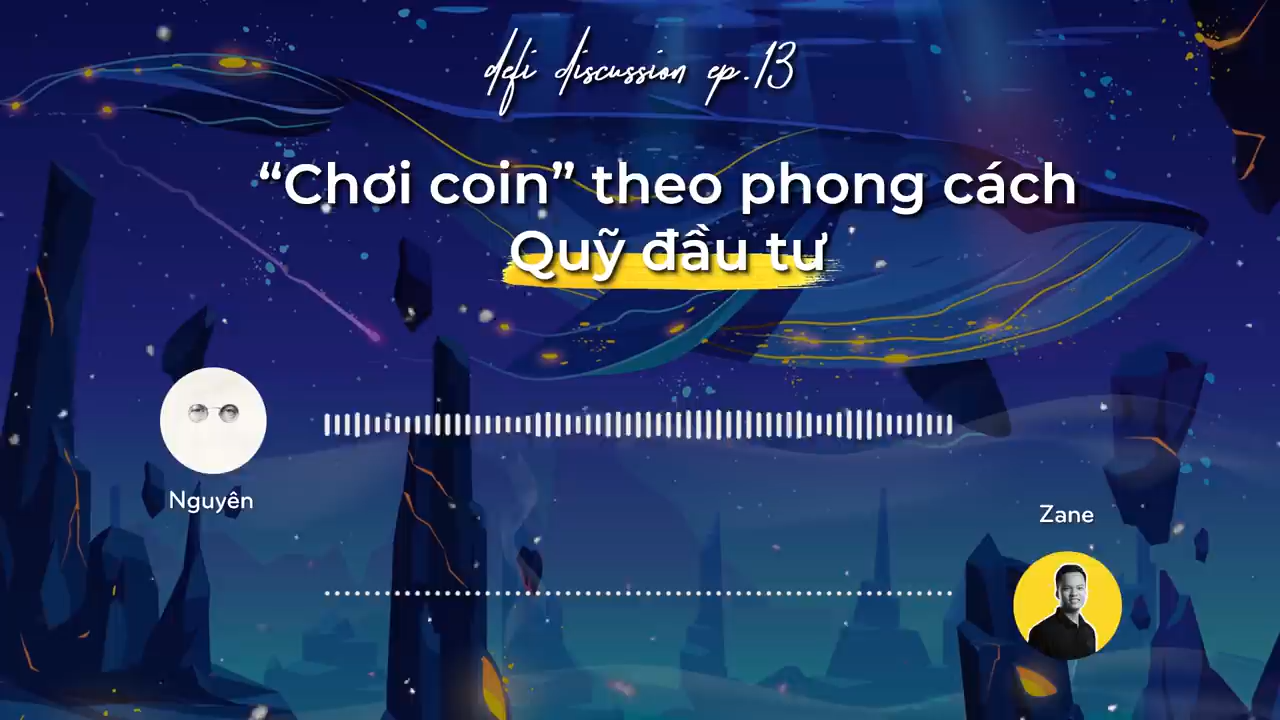 defi discussion ep.13
“Chơi coin” theo phong cách
Quỹ đầu tư
Nguyên
Zane